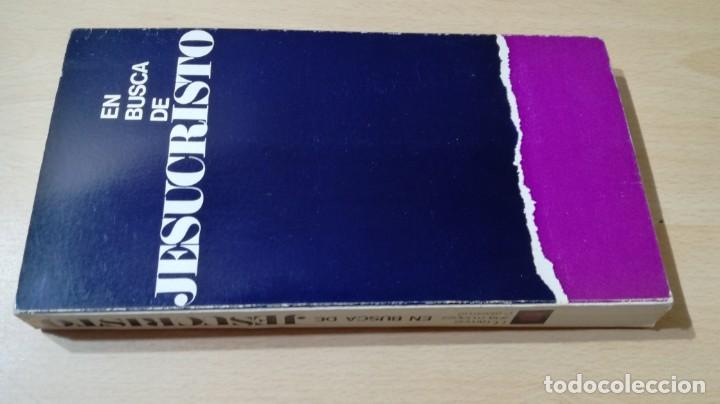 EN
BUSCA
DE
JESUCRISTO
EN BUSCA DE JESUCRISTO
todocoleccion